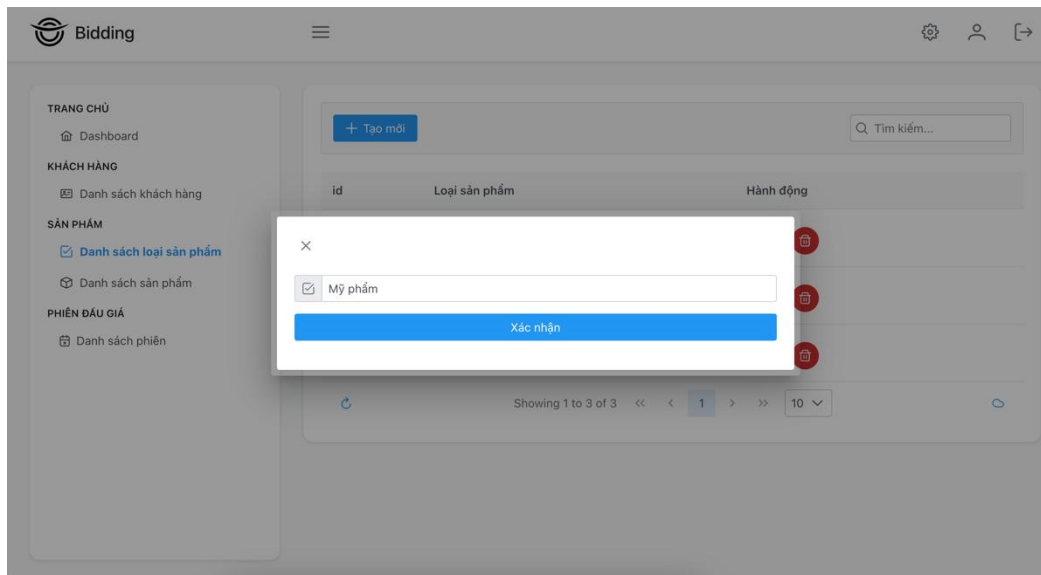 Bidding
TRANG CHỦ
Dashboard
KHÁCH HÀNG
Danh sách khách hàng
SẢN PHẨM
Danh sách loại sản phẩm
Danh sách sản phẩm
PHIÊN ĐẤU GIÁ
Danh sách phiên
+ Tạo mới
Tìm kiếm...
id Loại sản phẩm Hành động
Mỹ phẩm
Xác nhận
Showing 1 to 3 of 3 << < 1 > >> 10